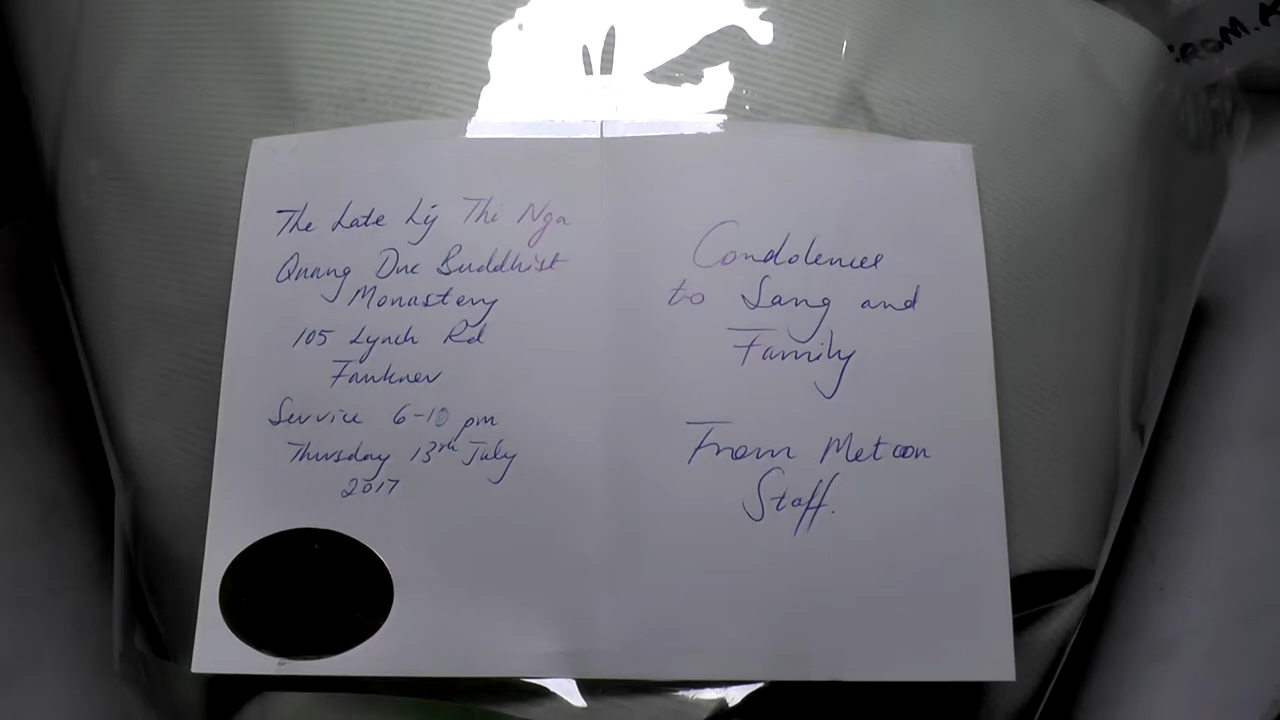 The Late Lý Thi Nga
Quang Duc Buddhist
Monastery
105 Lynch Rd
Fawkner
Service 6-10 pm
Thursday 13th July
2017
Condolences
to Sang and
Family
From Metcon
Staff.
FROM.